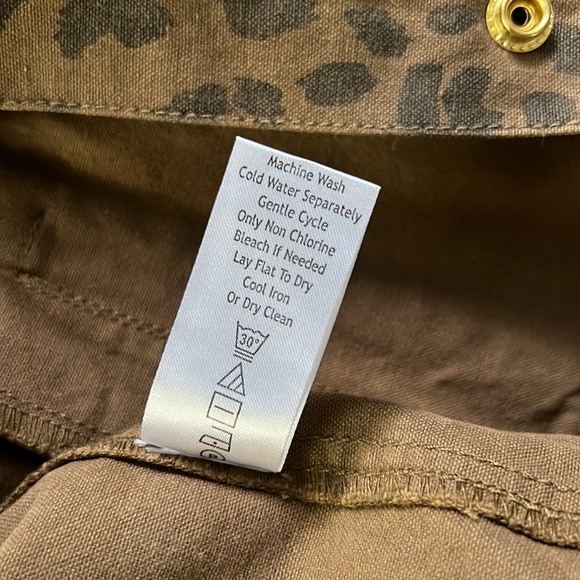 Machine Wash
Cold Water Separately
Gentle Cycle
Only Non Chlorine
Bleach If Needed
Lay Flat To Dry
Cool Iron
Or Dry Clean
30°